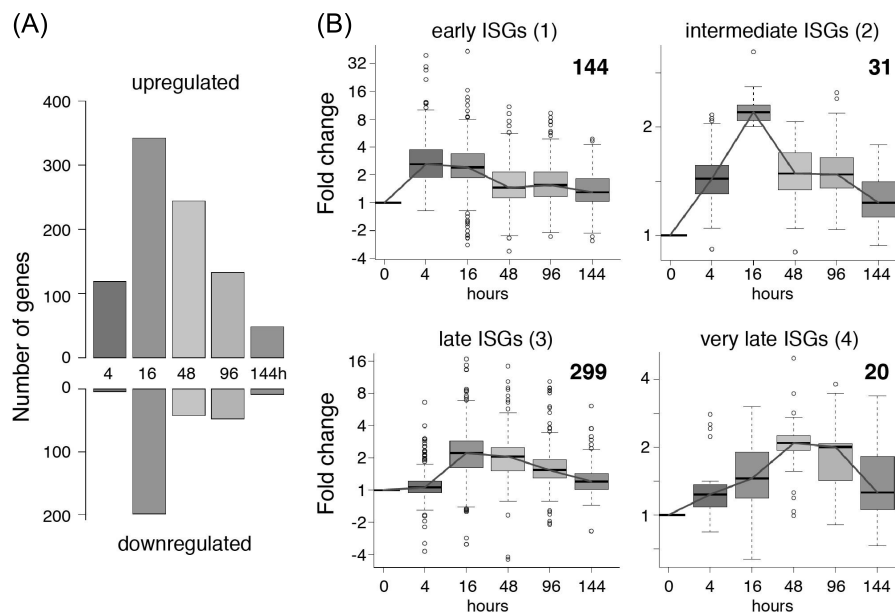 (A)
upregulated
400
300
200
100
0
4 16 48 96 144h
0
100
200
downregulated
Number of genes
(B)
early ISGs (1)
144
Fold change
32
16
8
4
2
1
-2
-4
0 4 16 48 96 144
hours
intermediate ISGs (2)
31
2
1
0 4 16 48 96 144
hours
late ISGs (3)
299
Fold change
16
8
4
2
1
-2
-4
0 4 16 48 96 144
hours
very late ISGs (4)
20
4
2
1
0 4 16 48 96 144
hours